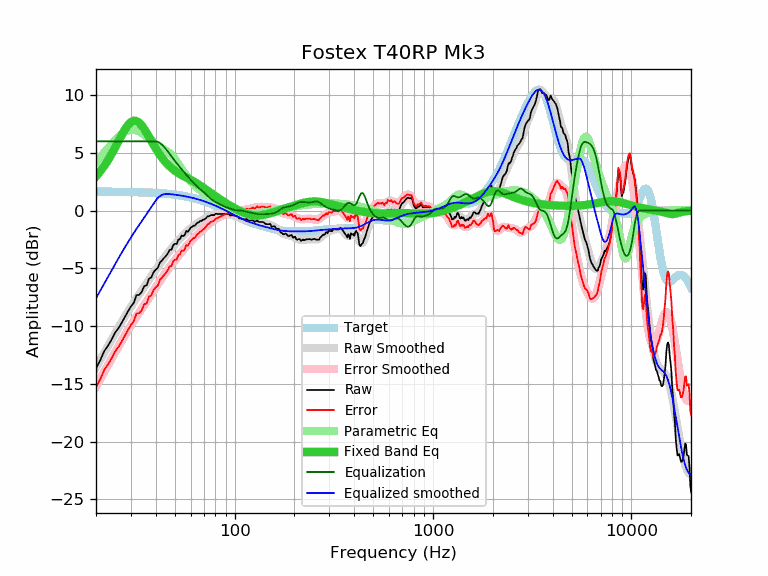 Fostex T40RP Mk3
10
5
0
−5
−10
−15
−20
−25
Amplitude (dBr)
Target
Raw Smoothed
Error Smoothed
Raw
Error
Parametric Eq
Fixed Band Eq
Equalization
Equalized smoothed
100 1000 10000
Frequency (Hz)